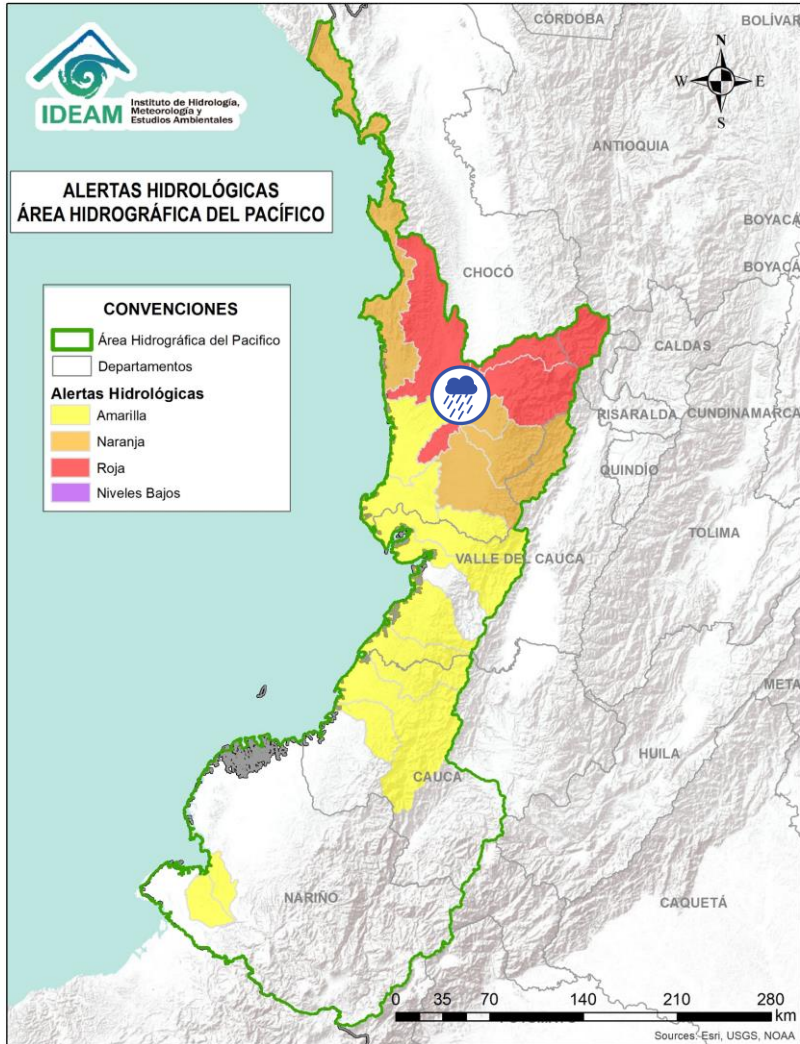 CÓRDOBA
BOLÍVAR
N
W
E
S
IDEAM
Instituto de Hidrología,
Meteorología y
Estudios Ambientales
ANTIOQUIA
ALERTAS HIDROLÓGICAS
ÁREA HIDROGRÁFICA DEL PACÍFICO
BOYACÁ
BOYACÁ
CHOCÓ
CONVENCIONES
Área Hidrográfica del Pacífico
Departamentos
Alertas Hidrológicas
Amarilla
Naranja
Roja
Niveles Bajos
CALDAS
RISARALDA
CUNDINAMARCA
QUINDÍO
TOLIMA
VALLE DEL CAUCA
META
HUILA
CAUCA
NARIÑO
CAQUETÁ
0 35 70 140 210 280
km
Sources: Esri, USGS, NOAA